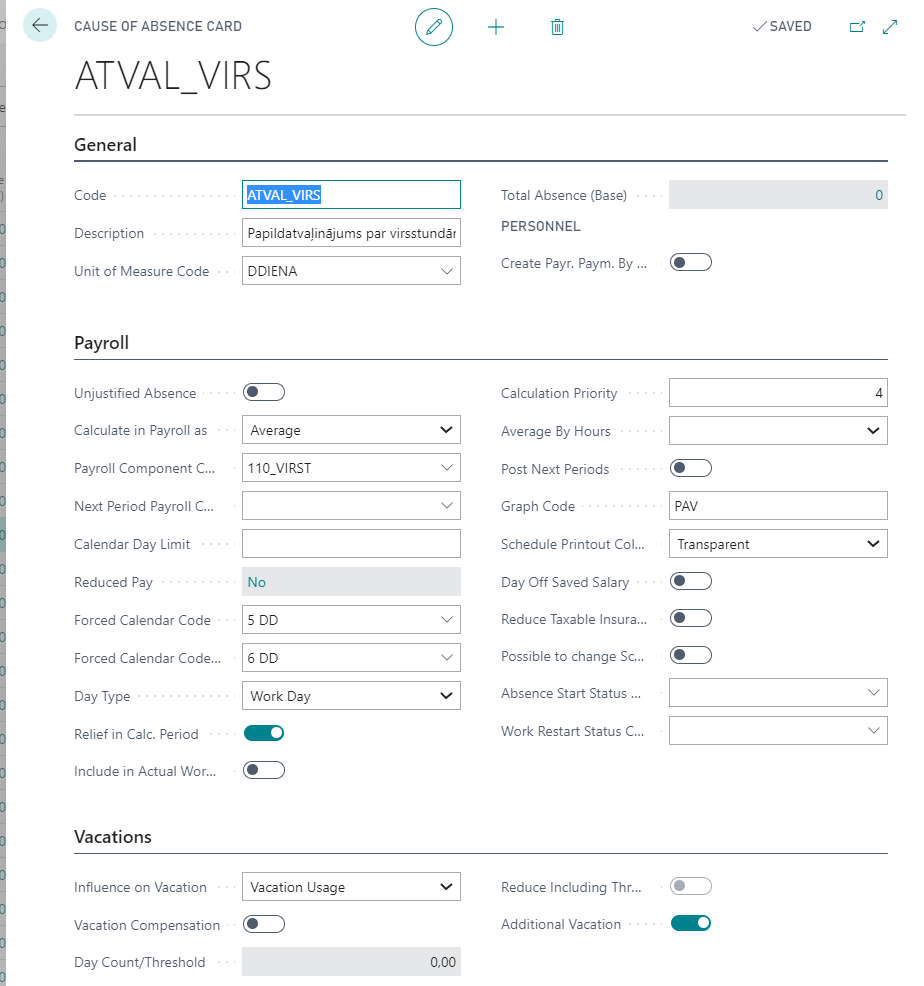 CAUSE OF ABSENCE CARD
SAVED
ATVAL_VIRS
General
Code
ATVAL_VIRS
Description
Papildatvaļinājums par virsstundār
Unit of Measure Code
DDIENA
Total Absence (Base)
0
PERSONNEL
Create Payr. Paym. By ...
Payroll
Unjustified Absence
Calculate in Payroll as
Average
Payroll Component C...
110_VIRST
Next Period Payroll C...
Calendar Day Limit
Reduced Pay
No
Forced Calendar Code
5 DD
Forced Calendar Code...
6 DD
Day Type
Work Day
Relief in Calc. Period
Include in Actual Wor...
Calculation Priority
4
Average By Hours
Post Next Periods
Graph Code
PAV
Schedule Printout Col...
Transparent
Day Off Saved Salary
Reduce Taxable Insura...
Possible to change Sc...
Absence Start Status ...
Work Restart Status C...
Vacations
Influence on Vacation
Vacation Usage
Vacation Compensation
Day Count/Threshold
0,00
Reduce Including Thr...
Additional Vacation